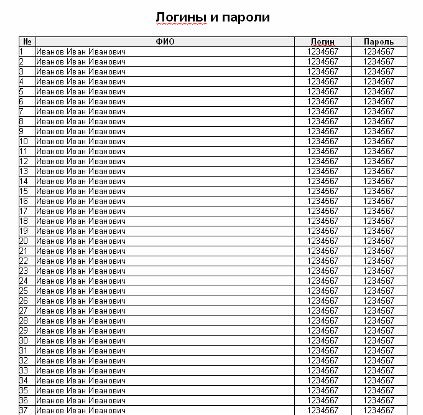 Логины и пароли
№ ФИО Логин Пароль
1 Иванов Иван Иванович 1234567 1234567
2 Иванов Иван Иванович 1234567 1234567
3 Иванов Иван Иванович 1234567 1234567
4 Иванов Иван Иванович 1234567 1234567
5 Иванов Иван Иванович 1234567 1234567
6 Иванов Иван Иванович 1234567 1234567
7 Иванов Иван Иванович 1234567 1234567
8 Иванов Иван Иванович 1234567 1234567
9 Иванов Иван Иванович 1234567 1234567
10 Иванов Иван Иванович 1234567 1234567
11 Иванов Иван Иванович 1234567 1234567
12 Иванов Иван Иванович 1234567 1234567
13 Иванов Иван Иванович 1234567 1234567
14 Иванов Иван Иванович 1234567 1234567
15 Иванов Иван Иванович 1234567 1234567
16 Иванов Иван Иванович 1234567 1234567
17 Иванов Иван Иванович 1234567 1234567
18 Иванов Иван Иванович 1234567 1234567
19 Иванов Иван Иванович 1234567 1234567
20 Иванов Иван Иванович 1234567 1234567
21 Иванов Иван Иванович 1234567 1234567
22 Иванов Иван Иванович 1234567 1234567
23 Иванов Иван Иванович 1234567 1234567
24 Иванов Иван Иванович 1234567 1234567
25 Иванов Иван Иванович 1234567 1234567
26 Иванов Иван Иванович 1234567 1234567
27 Иванов Иван Иванович 1234567 1234567
28 Иванов Иван Иванович 1234567 1234567
29 Иванов Иван Иванович 1234567 1234567
30 Иванов Иван Иванович 1234567 1234567
31 Иванов Иван Иванович 1234567 1234567
32 Иванов Иван Иванович 1234567 1234567
33 Иванов Иван Иванович 1234567 1234567
34 Иванов Иван Иванович 1234567 1234567
35 Иванов Иван Иванович 1234567 1234567
36 Иванов Иван Иванович 1234567 1234567
37 Иванов Иван Иванович 1234567 1234567